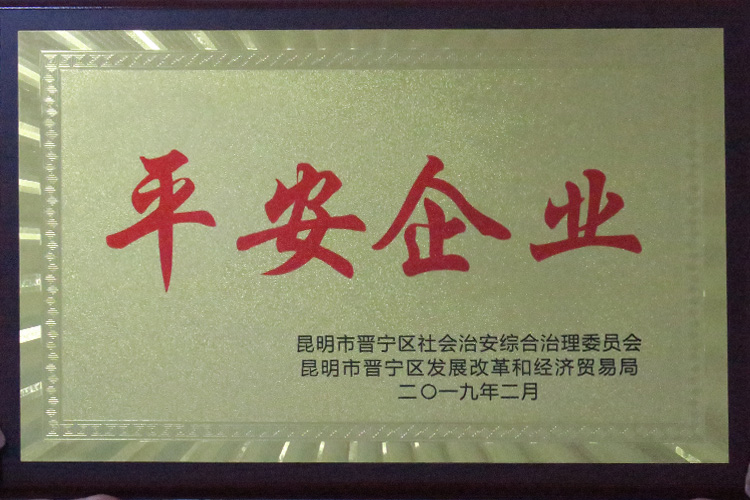 平安企业
昆明市晋宁区社会治安综合治理委员会
昆明市晋宁区发展改革和经济贸易局
二〇一九年二月